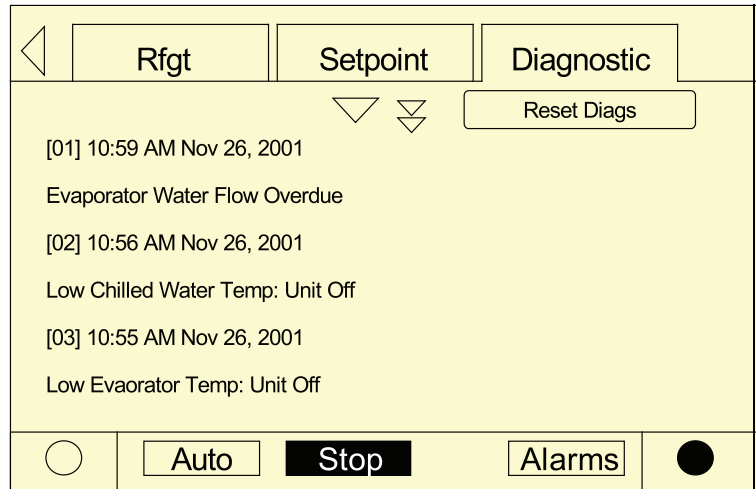 Rfgt Setpoint Diagnostic
Reset Diags
[01] 10:59 AM Nov 26, 2001
Evaporator Water Flow Overdue
[02] 10:56 AM Nov 26, 2001
Low Chilled Water Temp: Unit Off
[03] 10:55 AM Nov 26, 2001
Low Evaorator Temp: Unit Off
Auto Stop Alarms